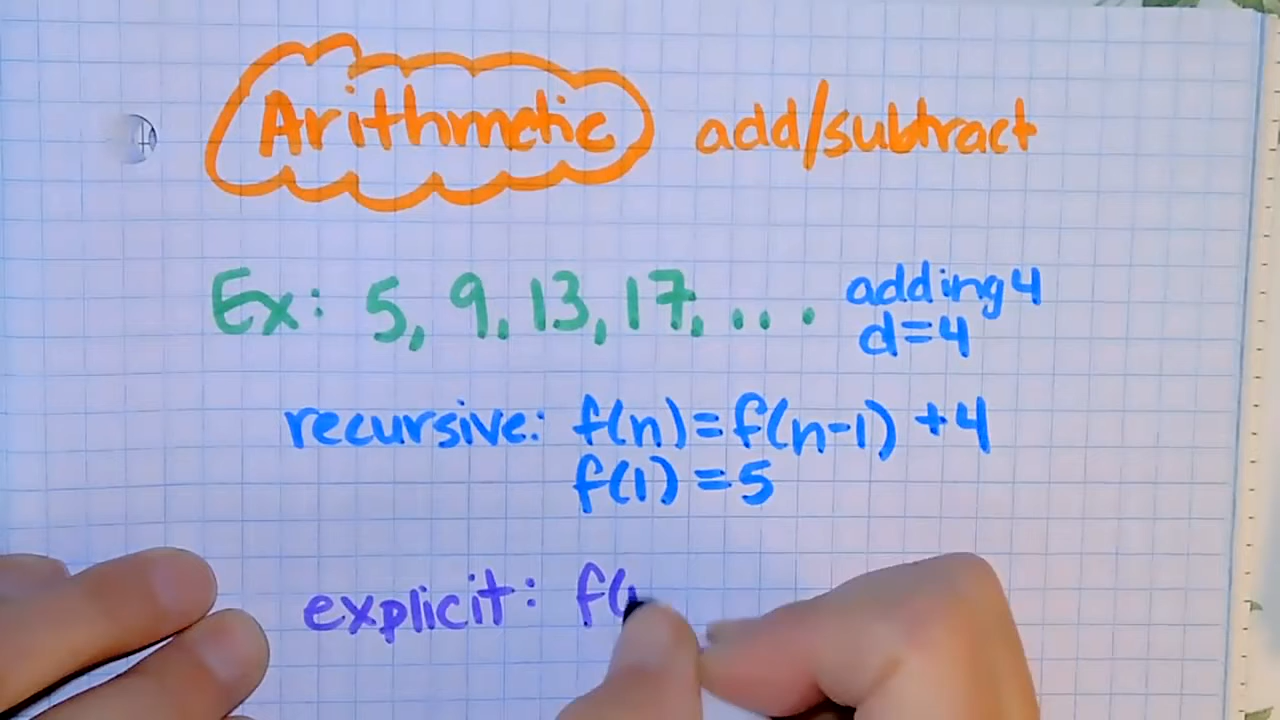 Arithmetic add/subtract
Ex: 5, 9, 13, 17, ... adding 4
d=4
recursive: f(n)=f(n-1) +4
f(1) = 5
explicit: f(